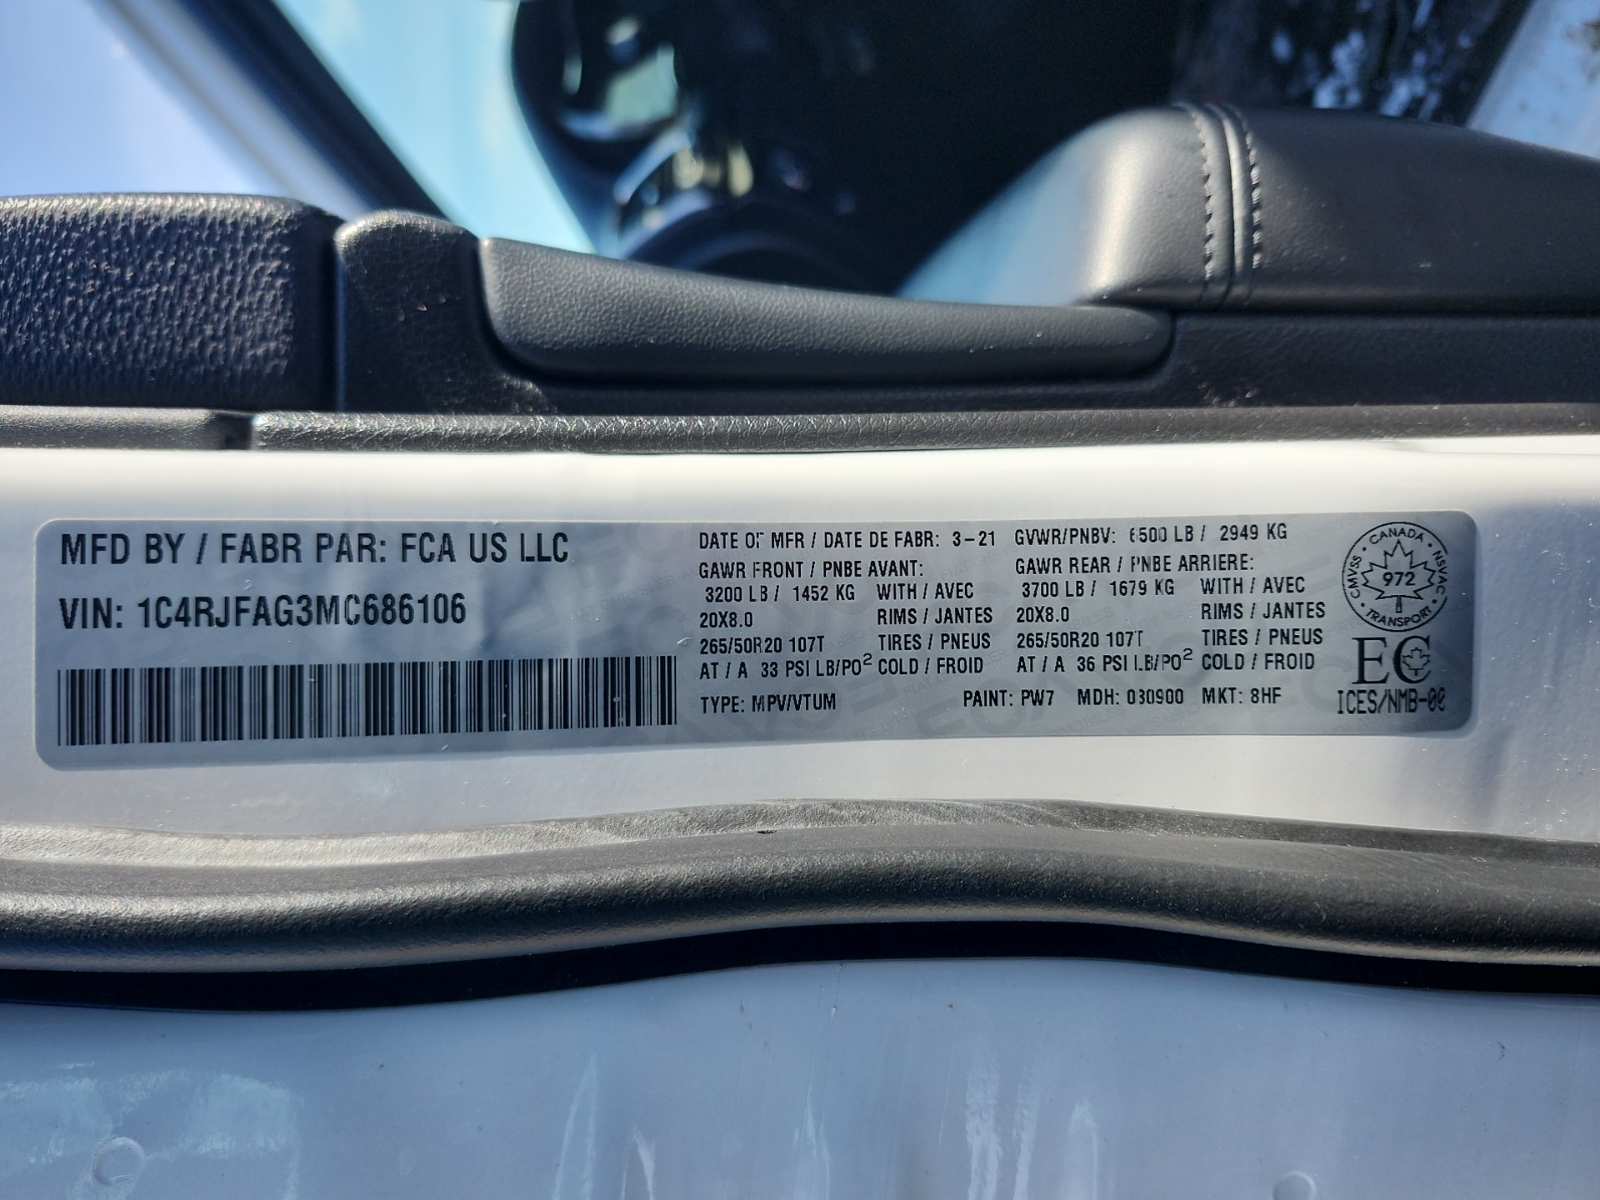 MFD BY / FABR PAR: FCA US LLC
VIN: 1C4RJFAG3MC686106
DATE OF MFR / DATE DE FABR: 3-21 GVWR/PNBV: 6500 LB / 2949 KG
GAWR FRONT / PNBE AVANT: GAWR REAR / PNBE ARRIERE:
3200 LB / 1452 KG WITH / AVEC 3700 LB / 1679 KG WITH / AVEC
20X8.0 RIMS / JANTES 20X8.0 RIMS / JANTES
265/50R20 107T TIRES / PNEUS 265/50R20 107T TIRES / PNEUS
AT / A 33 PSI LB/PO² COLD / FROID AT / A 36 PSI LB/PO² COLD / FROID
TYPE: MPV/VTUM PAINT: PW7 MDH: 030900 MKT: 8HF
CMVSS • CANADA • NSVAC • TRANSPORT •
972
EC
ICES/NMB-00